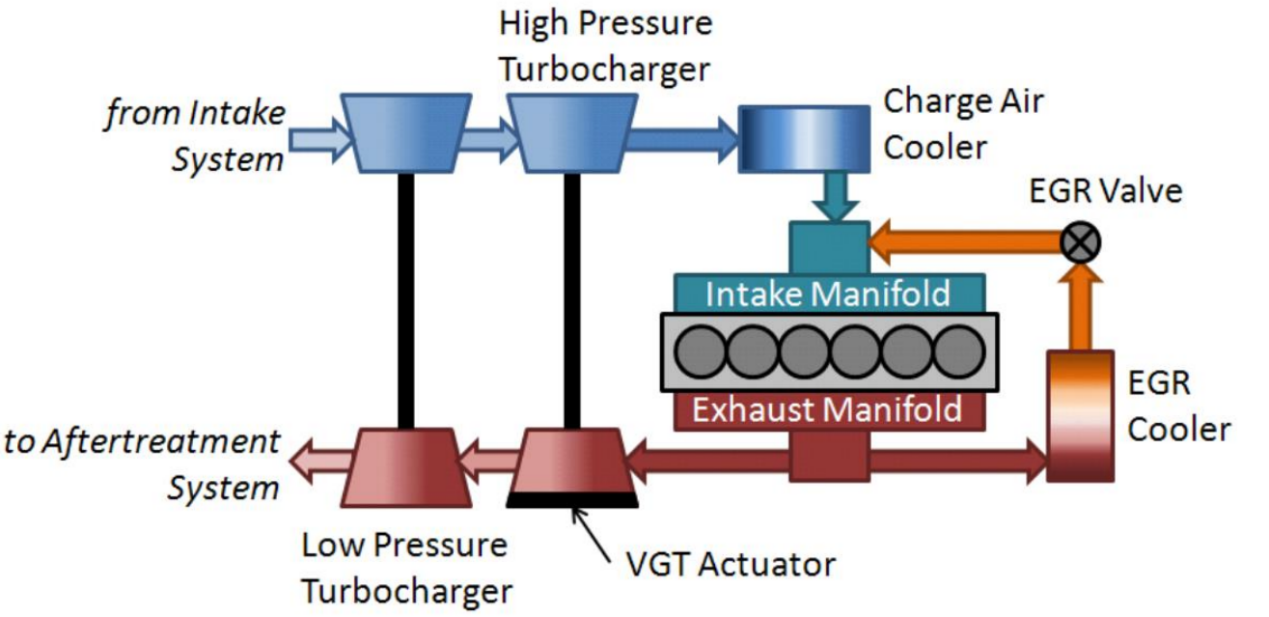 High Pressure
Turbocharger
from Intake
System
Charge Air
Cooler
EGR Valve
Intake Manifold
Exhaust Manifold
EGR
Cooler
to Aftertreatment
System
Low Pressure
Turbocharger
VGT Actuator